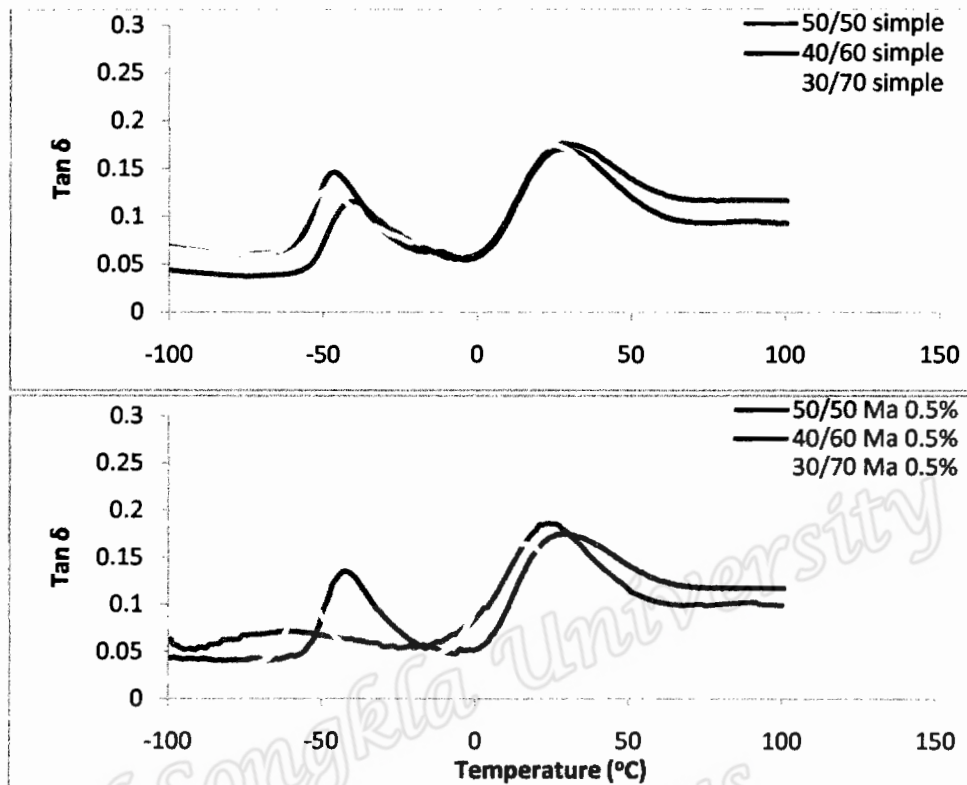 0.3
0.25
0.2
0.15
0.1
0.05
0
Tan δ
-100 -50 0 50 100 150
50/50 simple
40/60 simple
30/70 simple
0.3
0.25
0.2
0.15
0.1
0.05
0
Tan δ
-100 -50 0 50 100 150
Temperature (°C)
50/50 Ma 0.5%
40/60 Ma 0.5%
30/70 Ma 0.5%
Songkla University